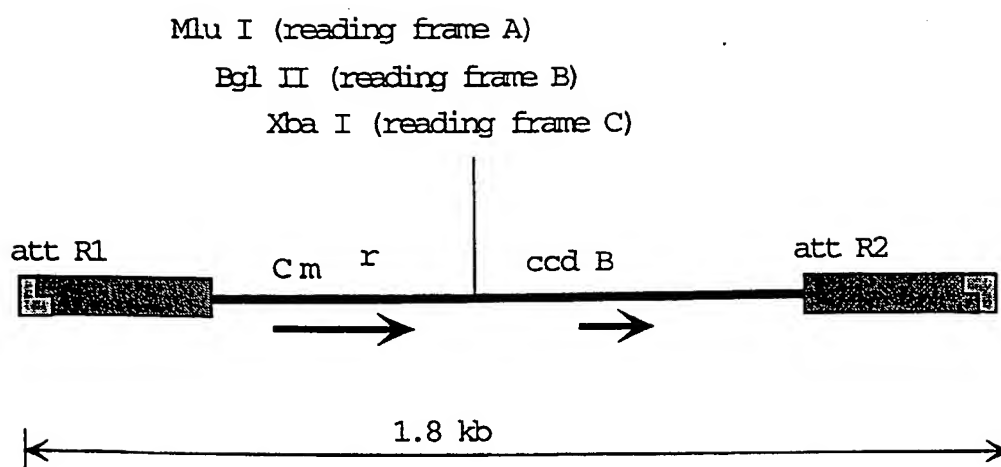 Mlu I (reading frame A)
Bgl II (reading frame B)
Xba I (reading frame C)
att R1
Cm r
ccd B
att R2
1.8 kb